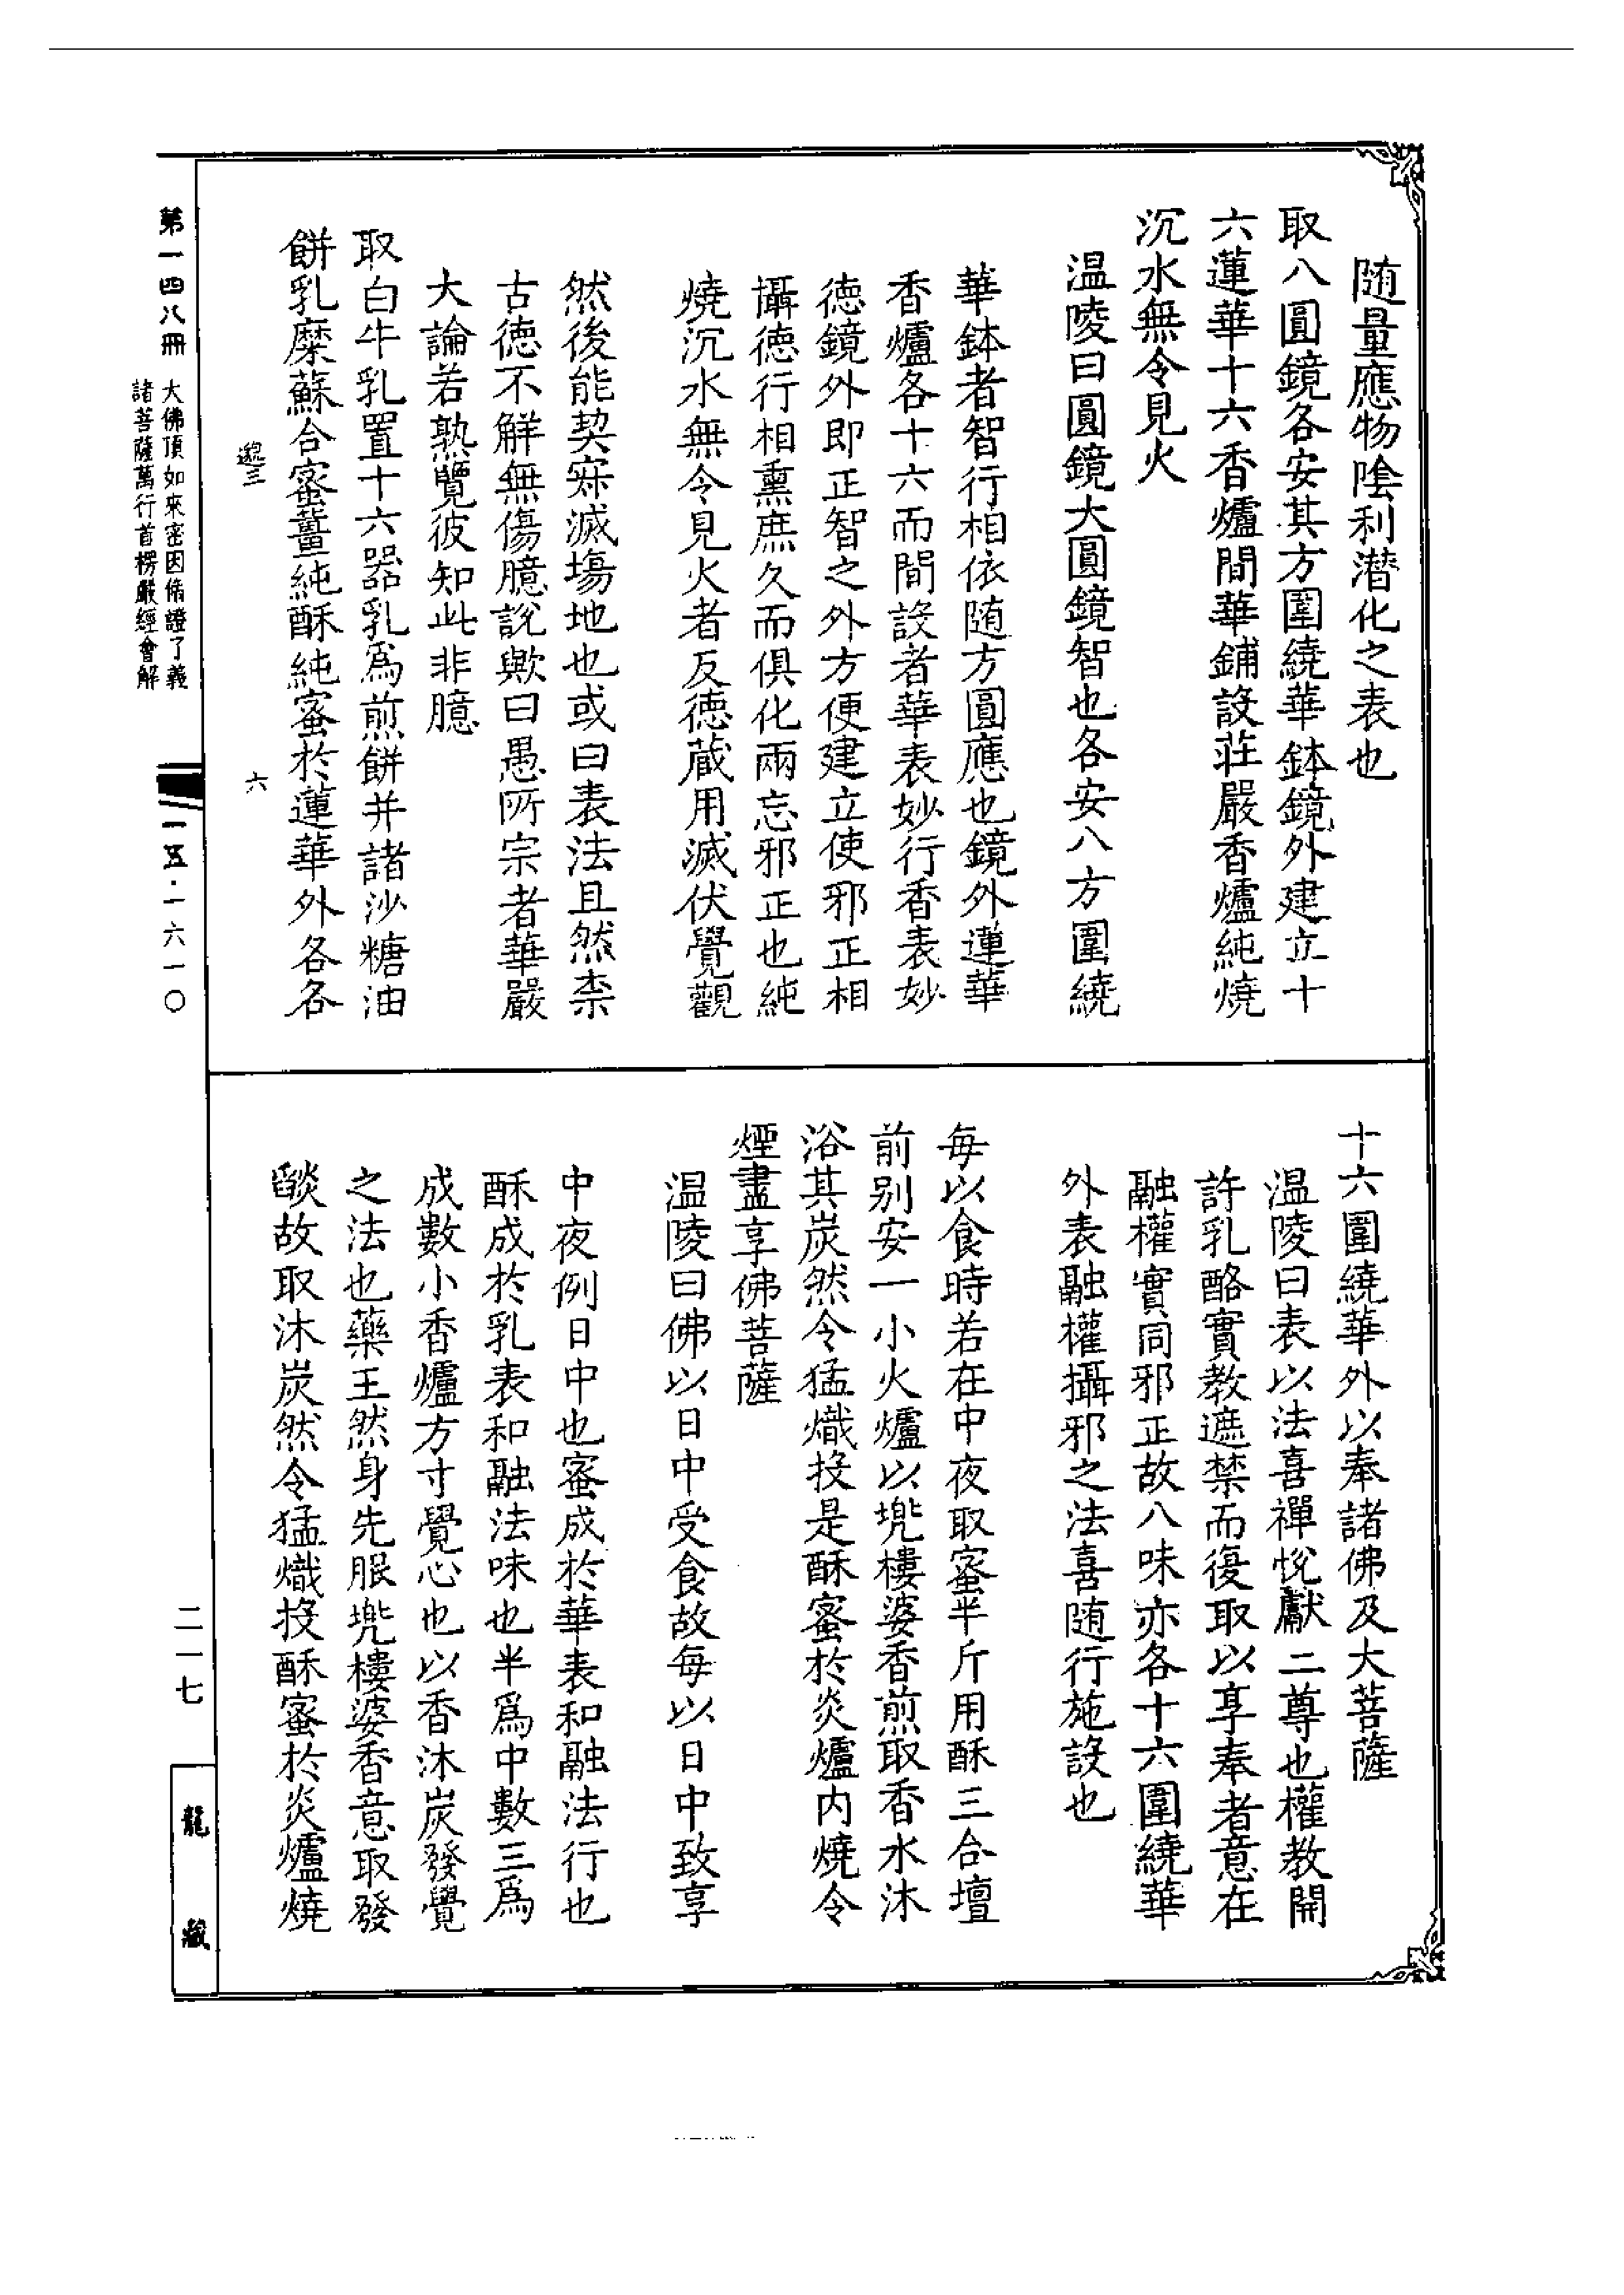 随量應物陰利潜化之表也
取八圓鏡各安其方圍繞華鉢鏡外建立十
六蓮華十六香爐間華鋪設莊嚴香爐純燒
沉水無令見火
温陵曰圓鏡大圓鏡智也各安八方圍繞
華鉢者智行相依随方圓應也鏡外蓮華
香爐各十六而間設者華表妙行香表妙
德鏡外即正智之外方便建立使邪正相
攝德行相熏庶久而俱化兩忘邪正也純
燒沉水無令見火者反德蔵用滅伏覺觀
然後能契寂滅場地也或曰表法且然柰
古德不解無傷臆說歟曰愚所宗者華嚴
大論若熟覽彼知此非臆
取白牛乳置十六器乳爲煎餅并諸沙糖油
餅乳糜蘇合蜜薑純酥純蜜於蓮華外各各
邈三
六
十六圍繞華外以奉諸佛及大菩薩
温陵曰表以法喜禪悅獻二尊也權教開
許乳酪實教遮禁而復取以享奉者意在
融權實同邪正故八味亦各十六圍繞華
外表融權攝邪之法喜随行施設也
每以食時若在中夜取蜜半斤用酥三合壇
前别安一小火爐以兠樓婆香煎取香水沐
浴其炭然令猛熾投是酥蜜於炎爐内燒令
煙盡享佛菩薩
温陵曰佛以日中受食故每以日中致享
中夜例日中也蜜成於華表和融法行也
酥成於乳表和融法味也半爲中數三爲
成數小香爐方寸覺心也以香沐炭發覺
之法也藥王然身先服兠樓婆香意取發
燄故取沐炭然令猛熾投酥蜜於炎爐燒
第一四八冊
大佛頂如來密因脩證了義
諸菩薩萬行首楞嚴經會解
一五·一六一〇
二一七
龍藏